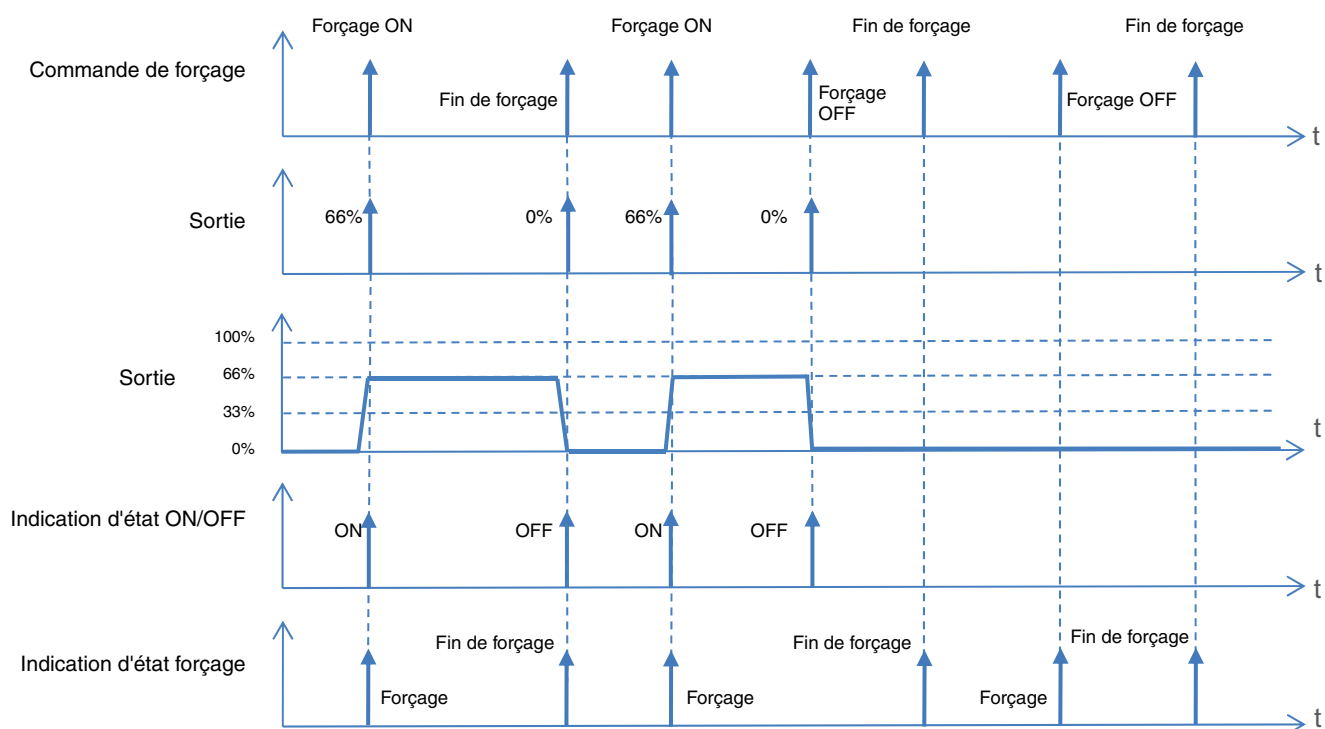 Forçage ON
Forçage ON
Fin de forçage
Fin de forçage
Commande de forçage
Fin de forçage
Forçage
OFF
Forçage OFF
t
Sortie
66%
0%
66%
0%
t
100%
Sortie
66%
33%
0%
t
Indication d'état ON/OFF
ON
OFF
ON
OFF
t
Indication d'état forçage
Fin de forçage
Fin de forçage
Fin de forçage
Forçage
Forçage
Forçage
t